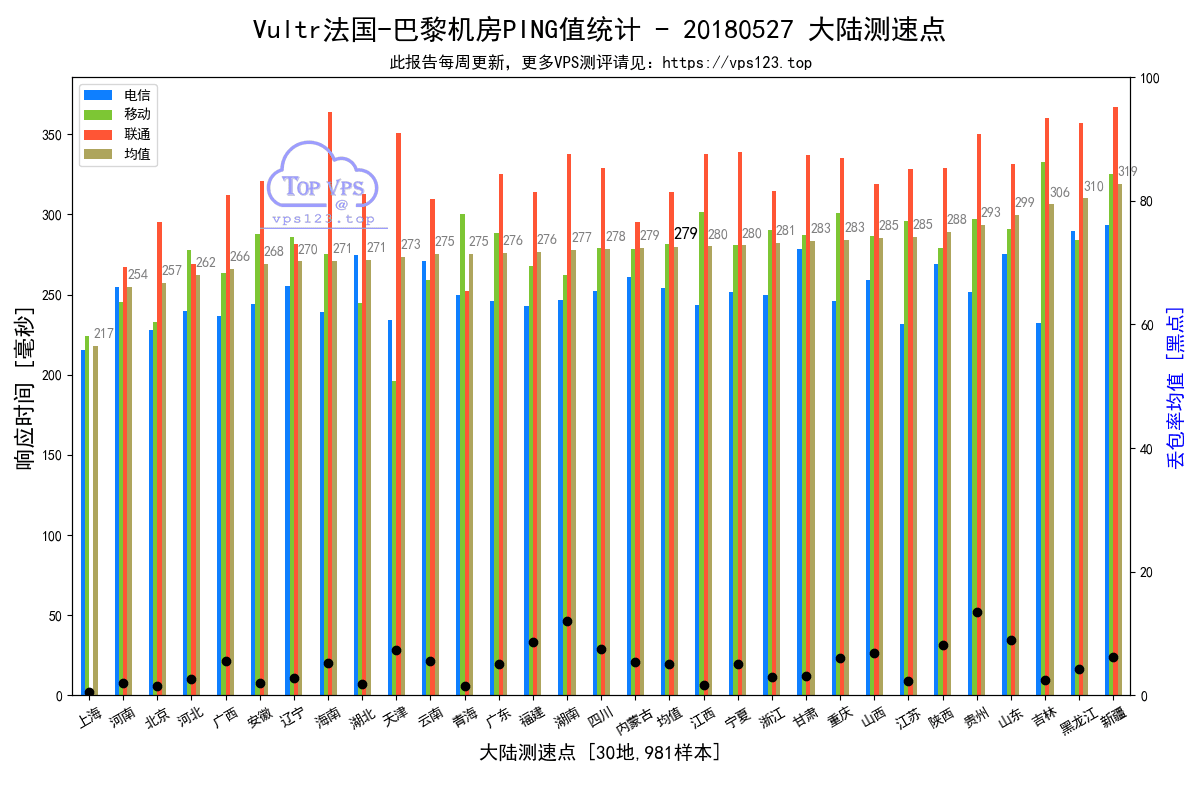 Vultr法国-巴黎机房PING值统计 - 20180527 大陆测速点
此报告每周更新，更多VPS测评请见：https://vps123.top
电信
移动
联通
均值
Top Vps
@
vps123.top
响应时间 [毫秒]
350
300
250
200
150
100
50
0
217 254 257 262 266 268 270 271 271 273 275 275 276 276 277 278 279 279 280 280 281 283 283 285 285 288 293 299 306 310 319
100
80
60
40
20
0
丢包率均值 [黑点]
上海 河南 北京 河北 广西 安徽 辽宁 海南 湖北 天津 云南 青海 广东 福建 湖南 四川 内蒙古 均值 江西 宁夏 浙江 甘肃 重庆 山西 江苏 陕西 贵州 山东 吉林 黑龙江 新疆
大陆测速点 [30地,981样本]